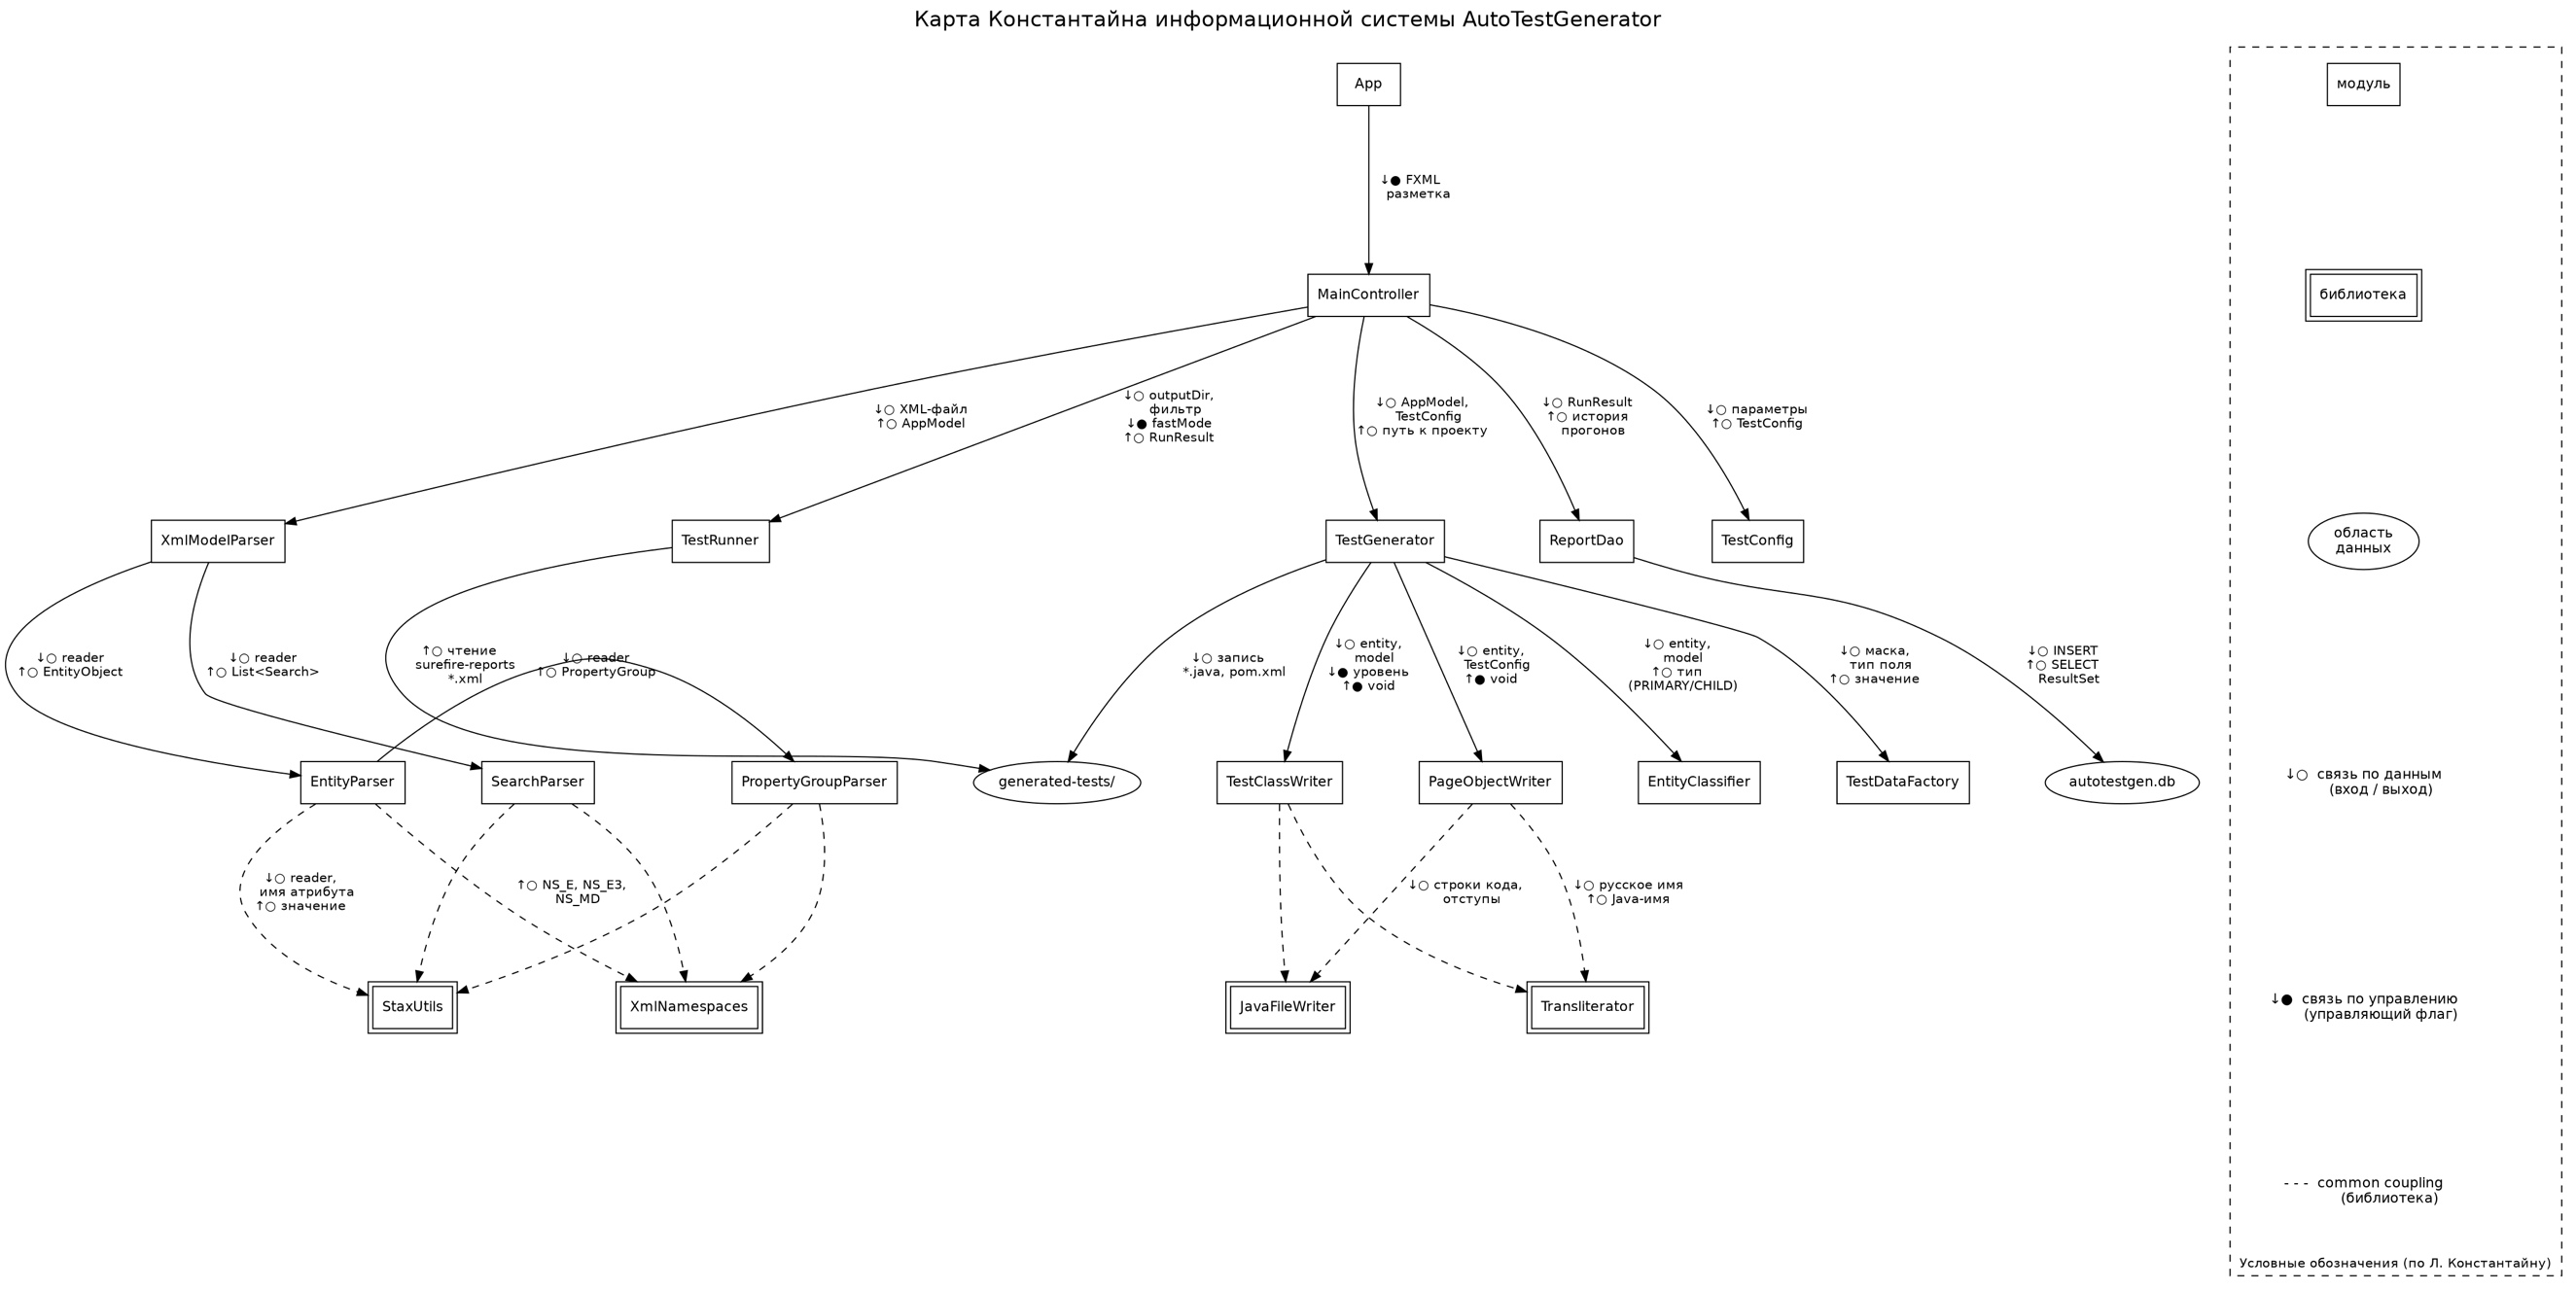 Карта Константайна информационной системы AutoTestGenerator
App
↓○ FXML
разметка
MainController
↓○ XML-файл
↑○ AppModel
↓○ outputDir,
фильтр
↓● fastMode
↑○ RunResult
↓○ AppModel,
TestConfig
↑○ путь к проекту
↓○ RunResult
↑○ история
прогонов
↓○ параметры
↑○ TestConfig
XmlModelParser
TestRunner
TestGenerator
ReportDao
TestConfig
↓○ reader
↑○ EntityObject
↓○ reader
↑○ List<Search>
↑○ чтение
surefire-reports
*.xml
↓○ reader
↑○ PropertyGroup
↓○ запись
*.java, pom.xml
↓○ entity,
model
↓● уровень
↑● void
↓○ entity,
TestConfig
↑● void
↓○ entity,
model
↑○ тип
(PRIMARY/CHILD)
↓○ маска,
тип поля
↑○ значение
↓○ INSERT
↑○ SELECT
ResultSet
EntityParser
SearchParser
PropertyGroupParser
generated-tests/
TestClassWriter
PageObjectWriter
EntityClassifier
TestDataFactory
autotestgen.db
↓○ reader,
имя атрибута
↑○ значение
↑○ NS_E, NS_E3,
NS_MD
↓○ строки кода,
отступы
↓○ русское имя
↑○ Java-имя
StaxUtils
XmlNamespaces
JavaFileWriter
Transliterator
модуль
библиотека
область
данных
↓○ связь по данным
(вход / выход)
↓● связь по управлению
(управляющий флаг)
- - - common coupling
(библиотека)
Условные обозначения (по Л. Константайну)